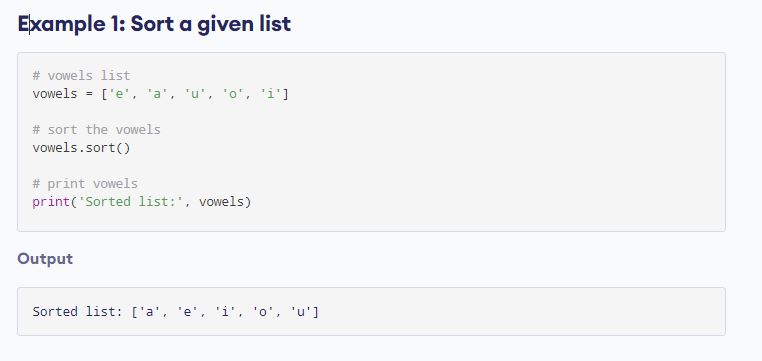 Example 1: Sort a given list
# vowels list
vowels = ['e', 'a', 'u', 'o', 'i']
# sort the vowels
vowels.sort()
# print vowels
print('Sorted list:', vowels)
Output
Sorted list: ['a', 'e', 'i', 'o', 'u']